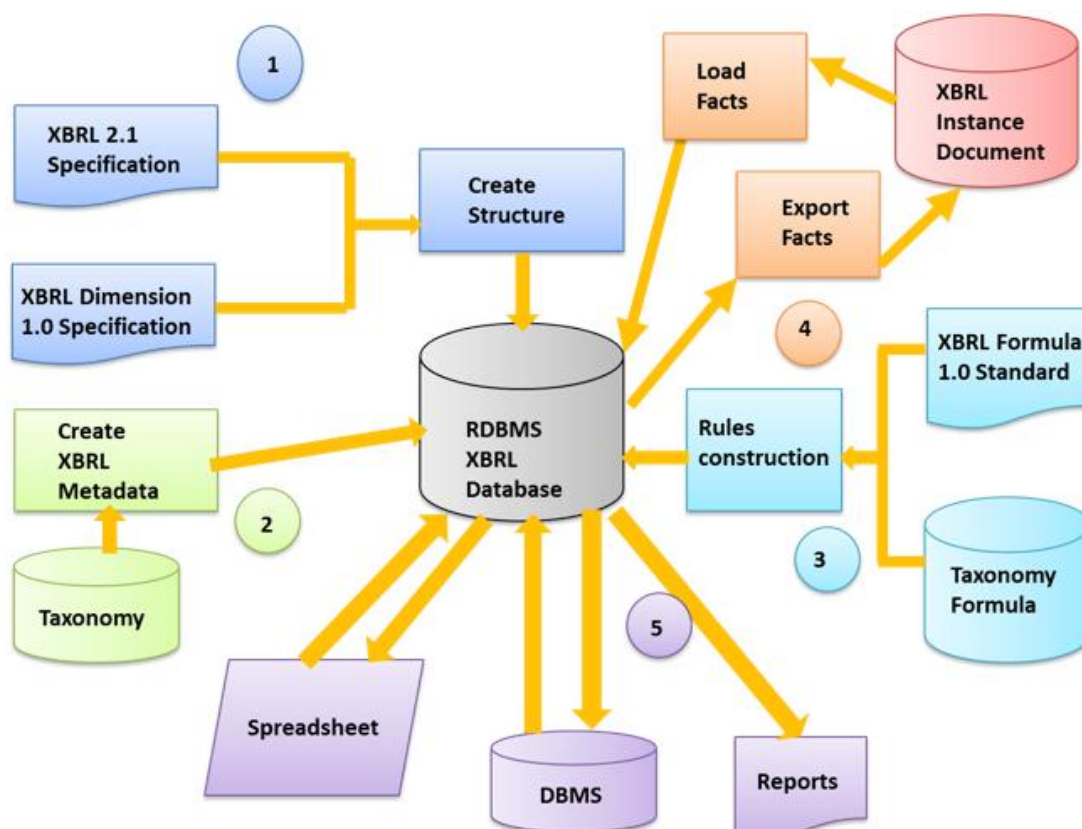 1
XBRL 2.1
Specification
XBRL Dimension
1.0 Specification
Create
Structure
Load
Facts
XBRL
Instance
Document
Export
Facts
4
XBRL Formula
1.0 Standard
Rules
construction
3
Taxonomy
Formula
RDBMS
XBRL
Database
Create
XBRL
Metadata
2
Taxonomy
5
Spreadsheet
DBMS
Reports